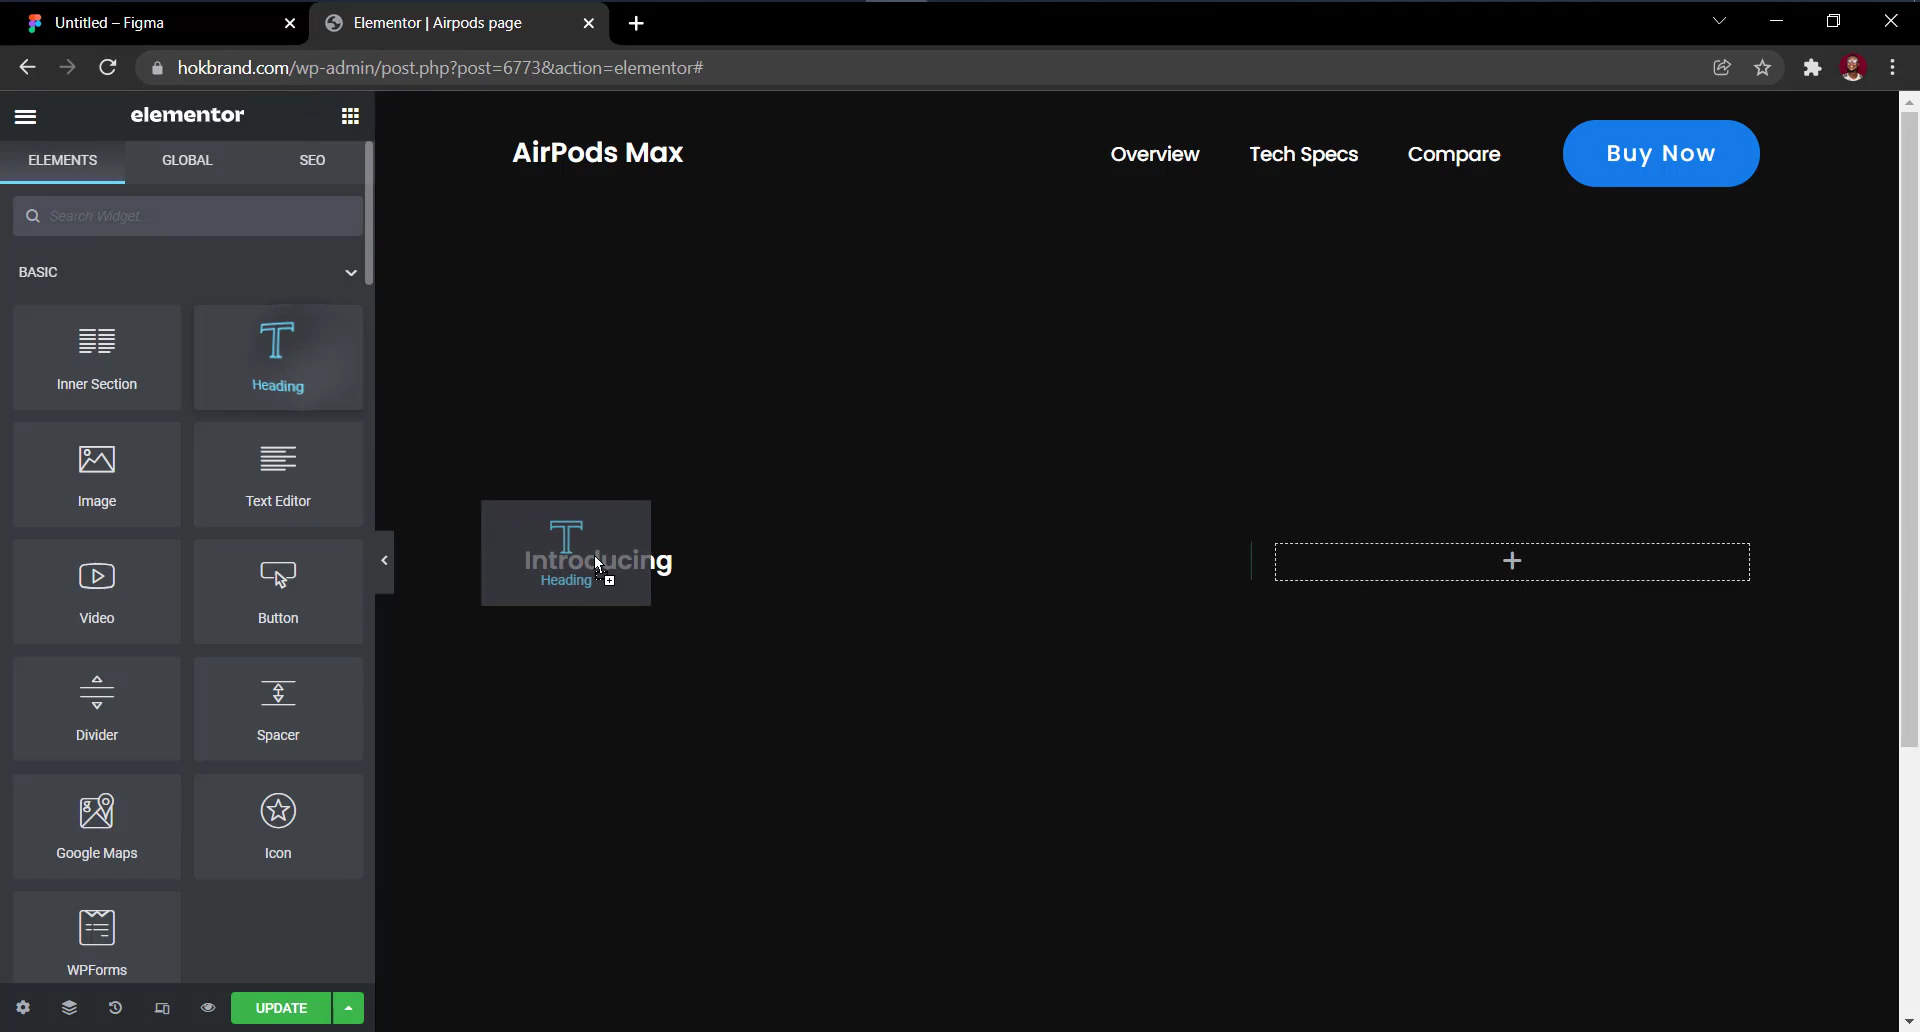 Untitled – Figma
Elementor | Airpods page
hokbrand.com/wp-admin/post.php?post=6773&action=elementor#
elementor
ELEMENTS GLOBAL SEO
Search Widget...
BASIC
Inner Section
Heading
Image
Text Editor
Video
Button
Divider
Spacer
Google Maps
Icon
WPForms
UPDATE
AirPods Max
Overview Tech Specs Compare Buy Now
Introducing
Heading